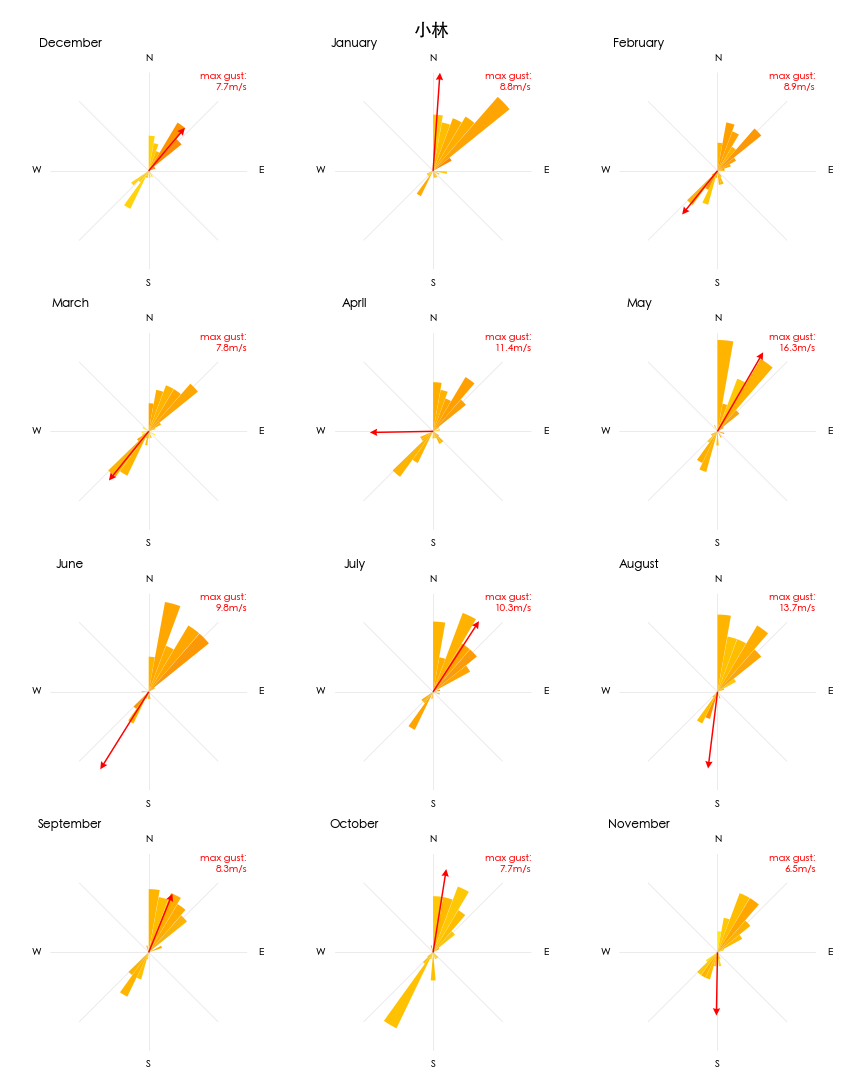 小林
December
N
max gust:
7.7m/s
W
E
S
January
N
max gust:
8.8m/s
W
E
S
February
N
max gust:
8.9m/s
W
E
S
March
N
max gust:
7.8m/s
W
E
S
April
N
max gust:
11.4m/s
W
E
S
May
N
max gust:
16.3m/s
W
E
S
June
N
max gust:
9.8m/s
W
E
S
July
N
max gust:
10.3m/s
W
E
S
August
N
max gust:
13.7m/s
W
E
S
September
N
max gust:
8.3m/s
W
E
S
October
N
max gust:
7.7m/s
W
E
S
November
N
max gust:
6.5m/s
W
E
S